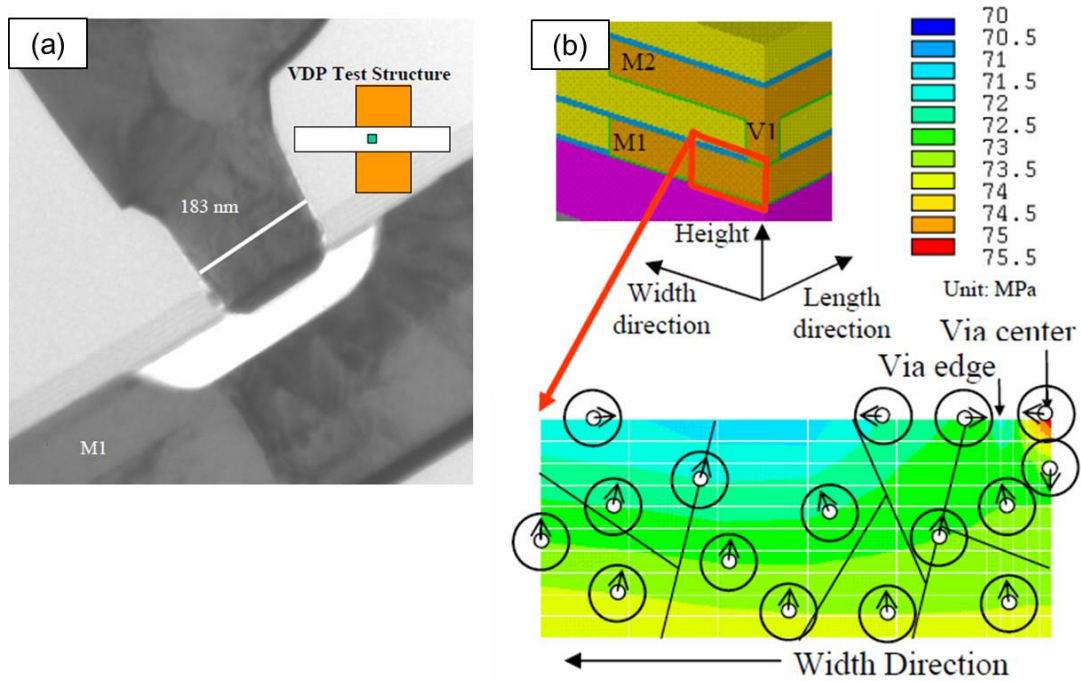 (a)
VDP Test Structure
183 nm
M1
(b)
M2
V1
M1
Height
Width
direction
Length
direction
70
70.5
71
71.5
72
72.5
73
73.5
74
74.5
75
75.5
Unit: MPa
Via center
Via edge
Width Direction